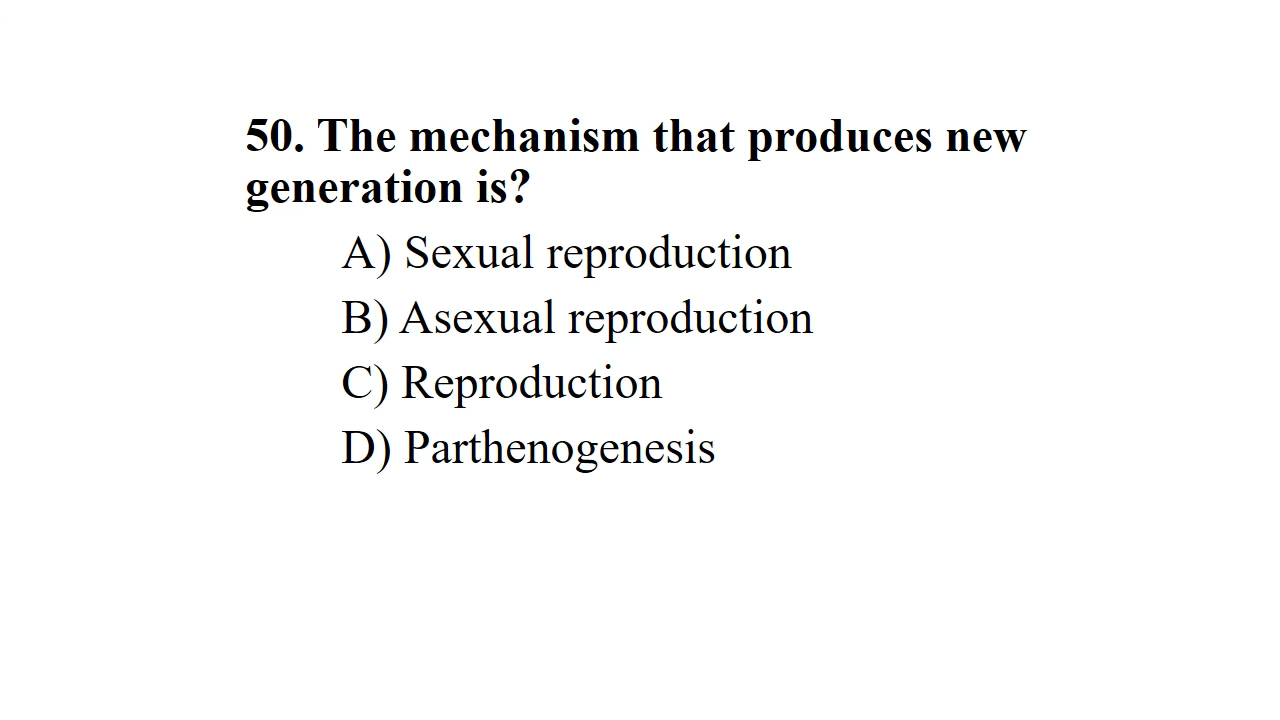 50. The mechanism that produces new
generation is?
A) Sexual reproduction
B) Asexual reproduction
C) Reproduction
D) Parthenogenesis